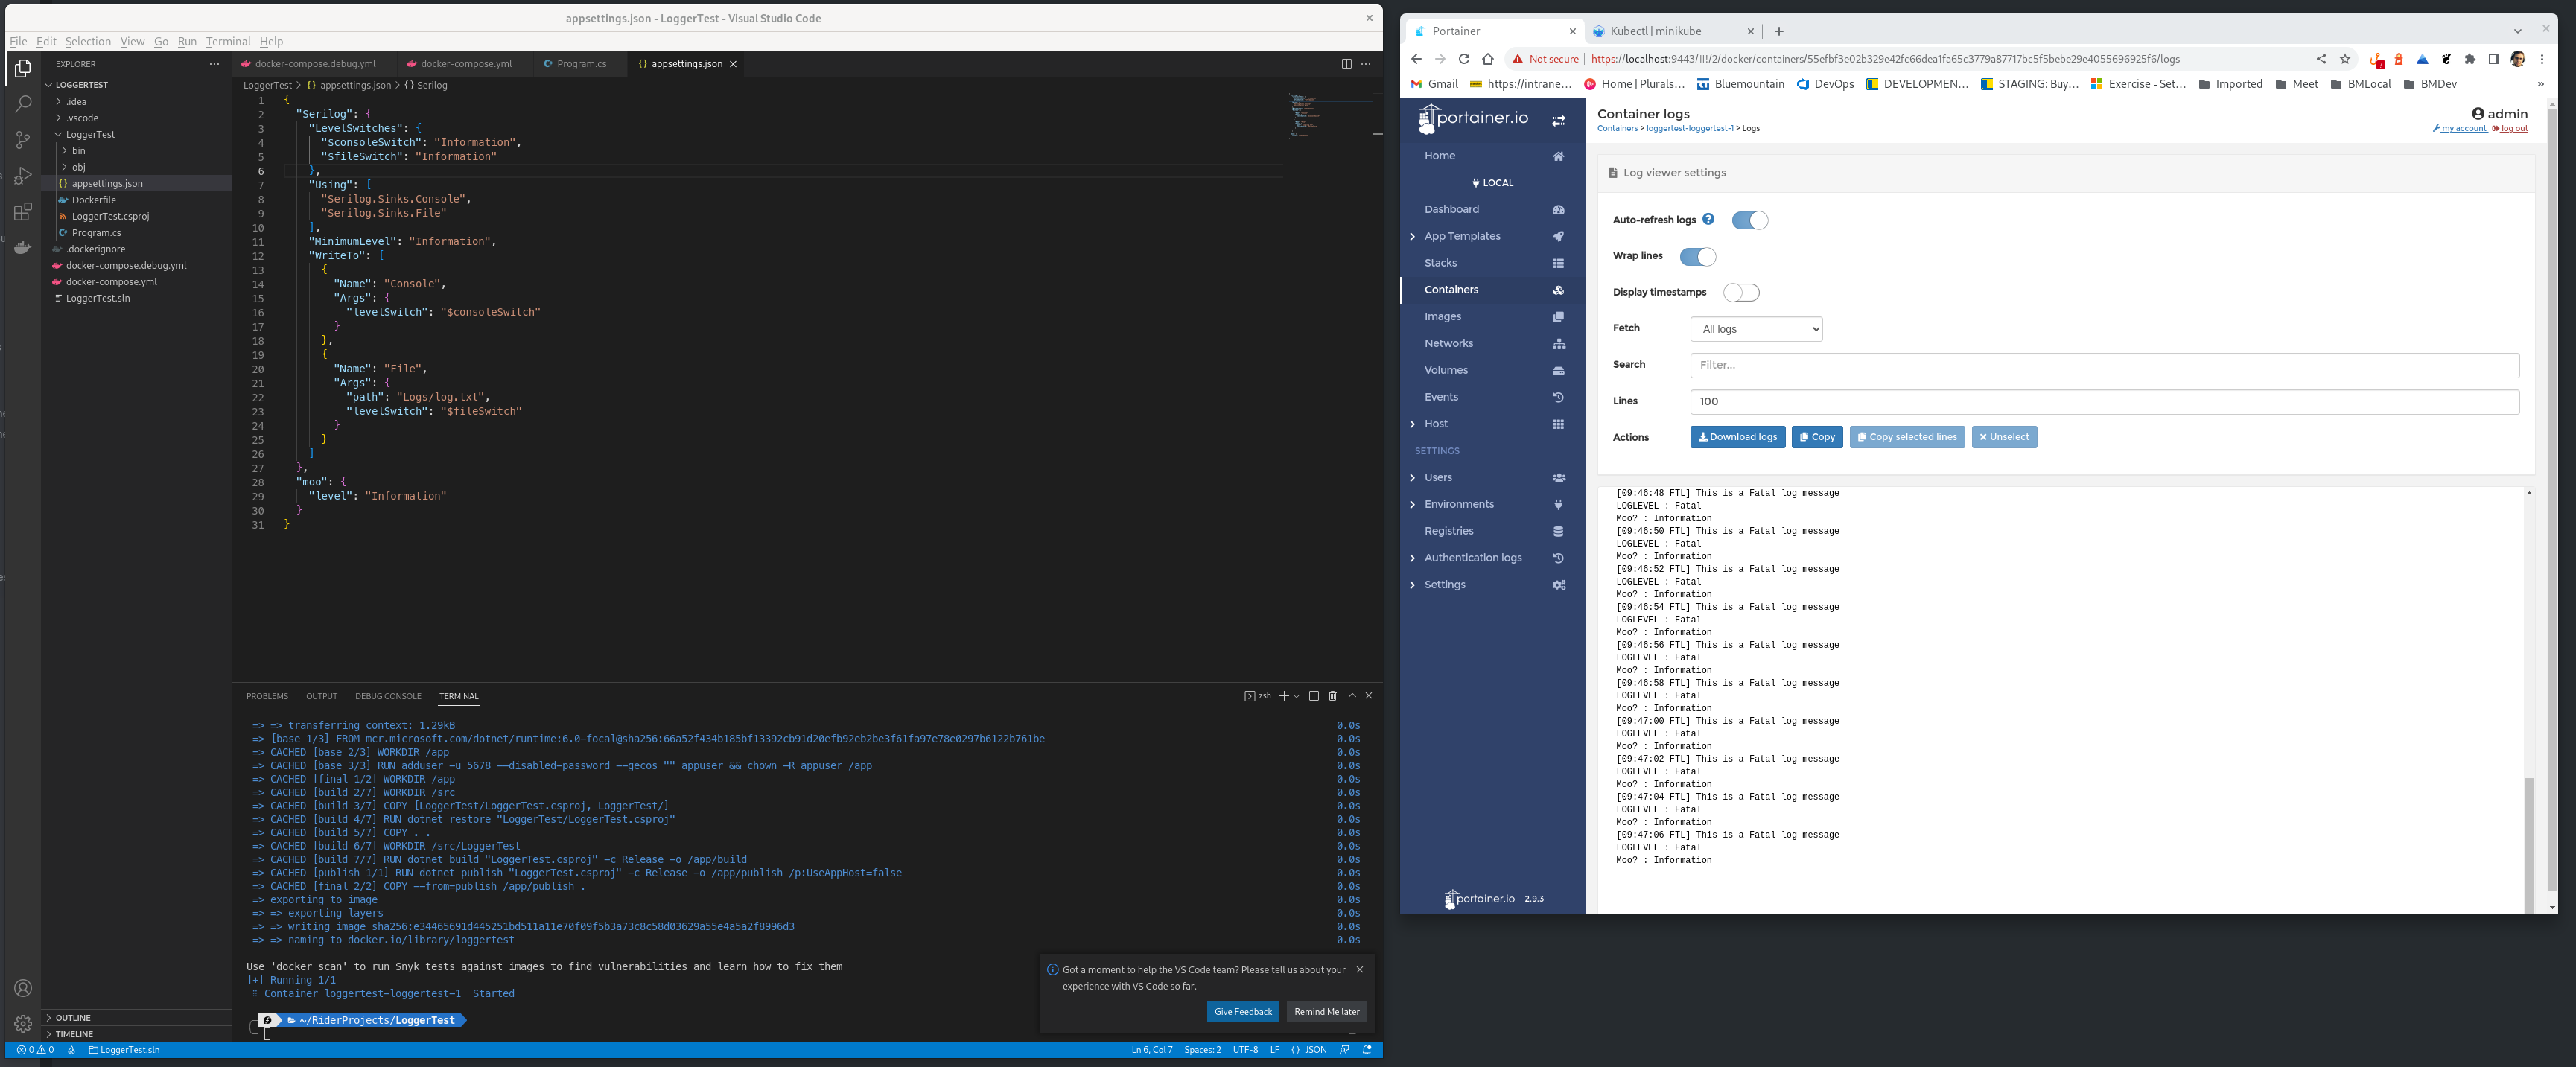 appsettings.json - LoggerTest - Visual Studio Code
File Edit Selection View Go Run Terminal Help
EXPLORER
LOGGERTEST
.idea
.vscode
LoggerTest
bin
obj
appsettings.json
Dockerfile
LoggerTest.csproj
Program.cs
.dockerignore
docker-compose.debug.yml
docker-compose.yml
LoggerTest.sln
OUTLINE
TIMELINE
docker-compose.debug.yml docker-compose.yml Program.cs appsettings.json
LoggerTest > {} appsettings.json > {} Serilog
1 {
2 "Serilog": {
3 "LevelSwitches": {
4 "$consoleSwitch": "Information",
5 "$fileSwitch": "Information"
6 },
7 "Using": [
8 "Serilog.Sinks.Console",
9 "Serilog.Sinks.File"
10 ],
11 "MinimumLevel": "Information",
12 "WriteTo": [
13 {
14 "Name": "Console",
15 "Args": {
16 "levelSwitch": "$consoleSwitch"
17 }
18 },
19 {
20 "Name": "File",
21 "Args": {
22 "path": "Logs/log.txt",
23 "levelSwitch": "$fileSwitch"
24 }
25 }
26 ]
27 },
28 "moo": {
29 "level": "Information"
30 }
31 }
PROBLEMS OUTPUT DEBUG CONSOLE TERMINAL zsh
=> => transferring context: 1.29kB 0.0s
=> [base 1/3] FROM mcr.microsoft.com/dotnet/runtime:6.0-focal@sha256:66a52f434b185bf13392cb91d20efb92eb2be3f61fa97e78e0297b6122b761be 0.0s
=> CACHED [base 2/3] WORKDIR /app 0.0s
=> CACHED [base 3/3] RUN adduser -u 5678 --disabled-password --gecos "" appuser && chown -R appuser /app 0.0s
=> CACHED [final 1/2] WORKDIR /app 0.0s
=> CACHED [build 2/7] WORKDIR /src 0.0s
=> CACHED [build 3/7] COPY [LoggerTest/LoggerTest.csproj, LoggerTest/] 0.0s
=> CACHED [build 4/7] RUN dotnet restore "LoggerTest/LoggerTest.csproj" 0.0s
=> CACHED [build 5/7] COPY . . 0.0s
=> CACHED [build 6/7] WORKDIR /src/LoggerTest 0.0s
=> CACHED [build 7/7] RUN dotnet build "LoggerTest.csproj" -c Release -o /app/build 0.0s
=> CACHED [publish 1/1] RUN dotnet publish "LoggerTest.csproj" -c Release -o /app/publish /p:UseAppHost=false 0.0s
=> CACHED [final 2/2] COPY --from=publish /app/publish . 0.0s
=> exporting to image 0.0s
=> => exporting layers 0.0s
=> => writing image sha256:e34465691d445251bd511a11e70f09f5b3a73c8c58d03629a55e4a5a2f8996d3 0.0s
=> => naming to docker.io/library/loggertest 0.0s
Use 'docker scan' to run Snyk tests against images to find vulnerabilities and learn how to fix them
[+] Running 1/1
Container loggertest-loggertest-1 Started
~/RiderProjects/LoggerTest
Got a moment to help the VS Code team? Please tell us about your
experience with VS Code so far.
Give Feedback Remind Me later
0 0 LoggerTest.sln Ln 6, Col 7 Spaces: 2 UTF-8 LF {} JSON
Portainer Kubectl | minikube
Not secure https://localhost:9443/#!/2/docker/containers/55efbf3e02b329e42fc66dea1fa65c3779a87717bc5f5bebe29e4055696925f6/logs
Gmail https://intrane... Home | Plurals... Bluemountain DevOps DEVELOPMEN... STAGING: Buy... Exercise - Set... Imported Meet BMLocal BMDev »
portainer.io
Home
LOCAL
Dashboard
App Templates
Stacks
Containers
Images
Networks
Volumes
Events
Host
SETTINGS
Users
Environments
Registries
Authentication logs
Settings
portainer.io 2.9.3
Container logs admin
Containers > loggertest-loggertest-1 > Logs my account log out
Log viewer settings
Auto-refresh logs
Wrap lines
Display timestamps
Fetch All logs
Search Filter...
Lines 100
Actions Download logs Copy Copy selected lines Unselect
[09:46:48 FTL] This is a Fatal log message
LOGLEVEL : Fatal
Moo? : Information
[09:46:50 FTL] This is a Fatal log message
LOGLEVEL : Fatal
Moo? : Information
[09:46:52 FTL] This is a Fatal log message
LOGLEVEL : Fatal
Moo? : Information
[09:46:54 FTL] This is a Fatal log message
LOGLEVEL : Fatal
Moo? : Information
[09:46:56 FTL] This is a Fatal log message
LOGLEVEL : Fatal
Moo? : Information
[09:46:58 FTL] This is a Fatal log message
LOGLEVEL : Fatal
Moo? : Information
[09:47:00 FTL] This is a Fatal log message
LOGLEVEL : Fatal
Moo? : Information
[09:47:02 FTL] This is a Fatal log message
LOGLEVEL : Fatal
Moo? : Information
[09:47:04 FTL] This is a Fatal log message
LOGLEVEL : Fatal
Moo? : Information
[09:47:06 FTL] This is a Fatal log message
LOGLEVEL : Fatal
Moo? : Information